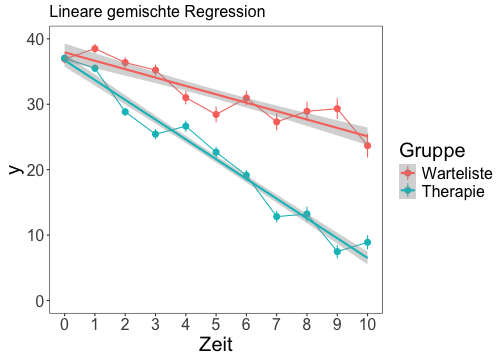 Lineare gemischte Regression
40
30
20
10
0
y
0 1 2 3 4 5 6 7 8 9 10
Zeit
Gruppe
Warteliste
Therapie